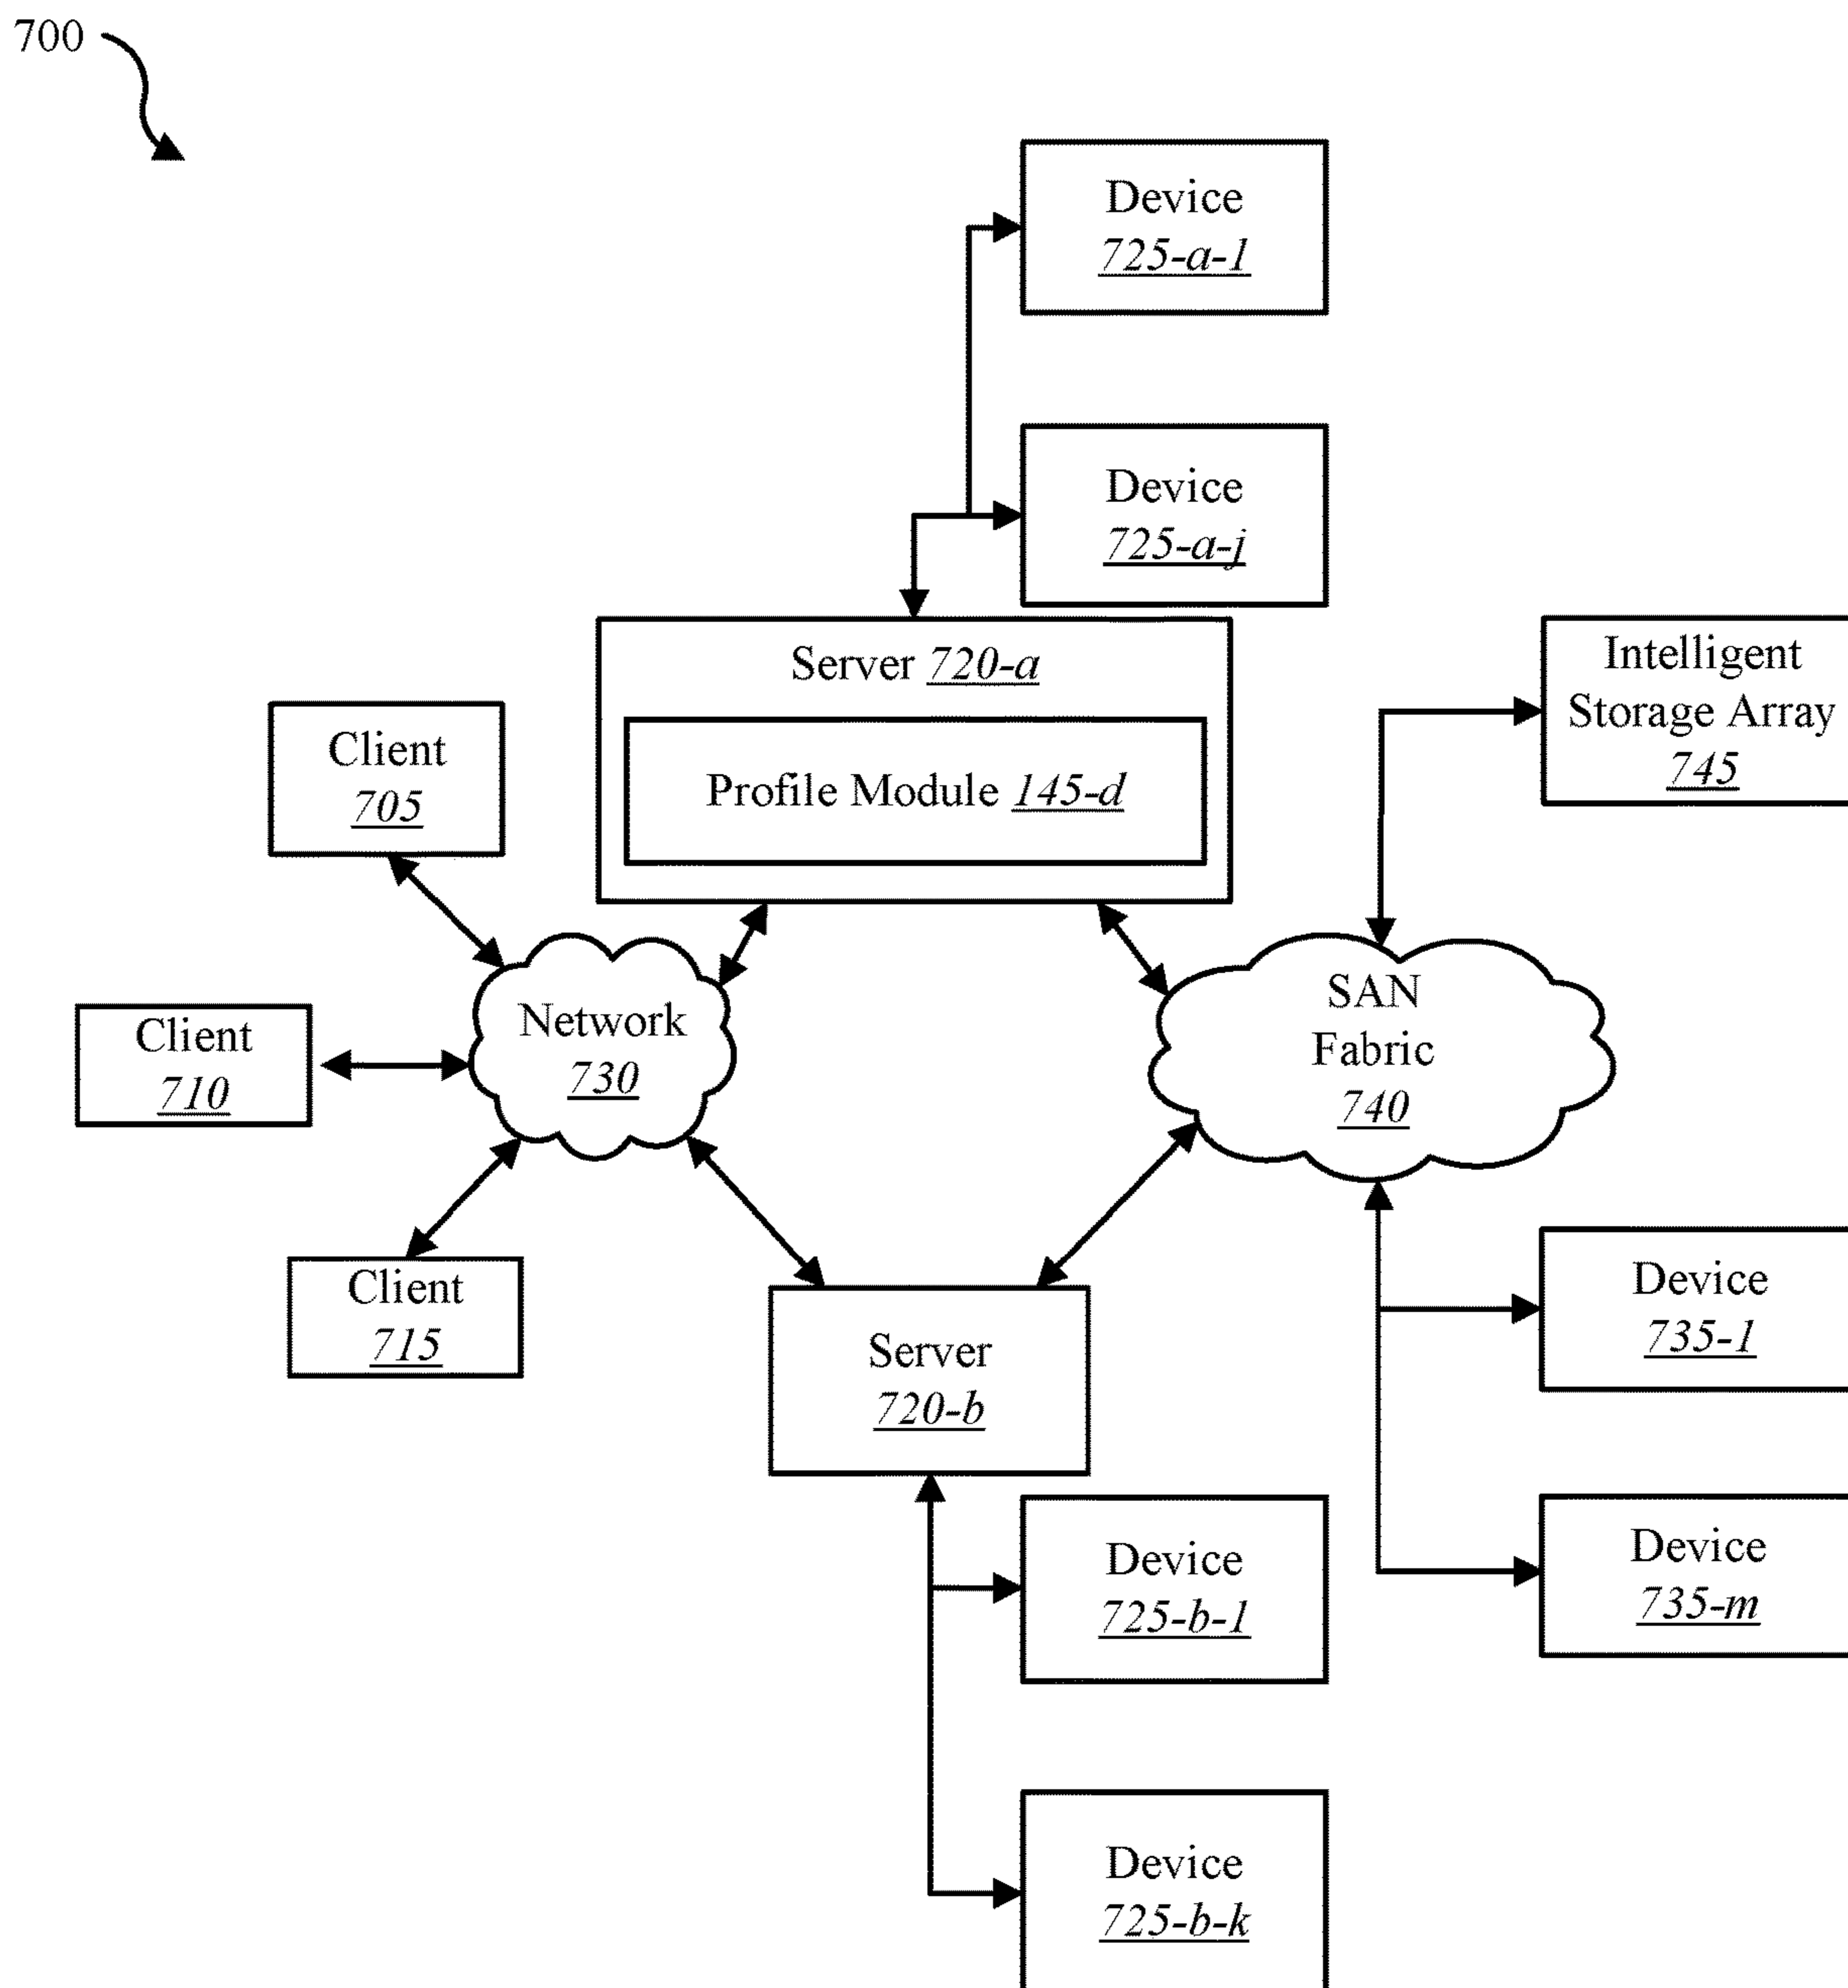 700
Device
725-a-1
Device
725-a-j
Server 720-a
Profile Module 145-d
Intelligent
Storage Array
745
Client
705
Network
730
SAN
Fabric
740
Client
710
Client
715
Server
720-b
Device
735-1
Device
735-m
Device
725-b-1
Device
725-b-k